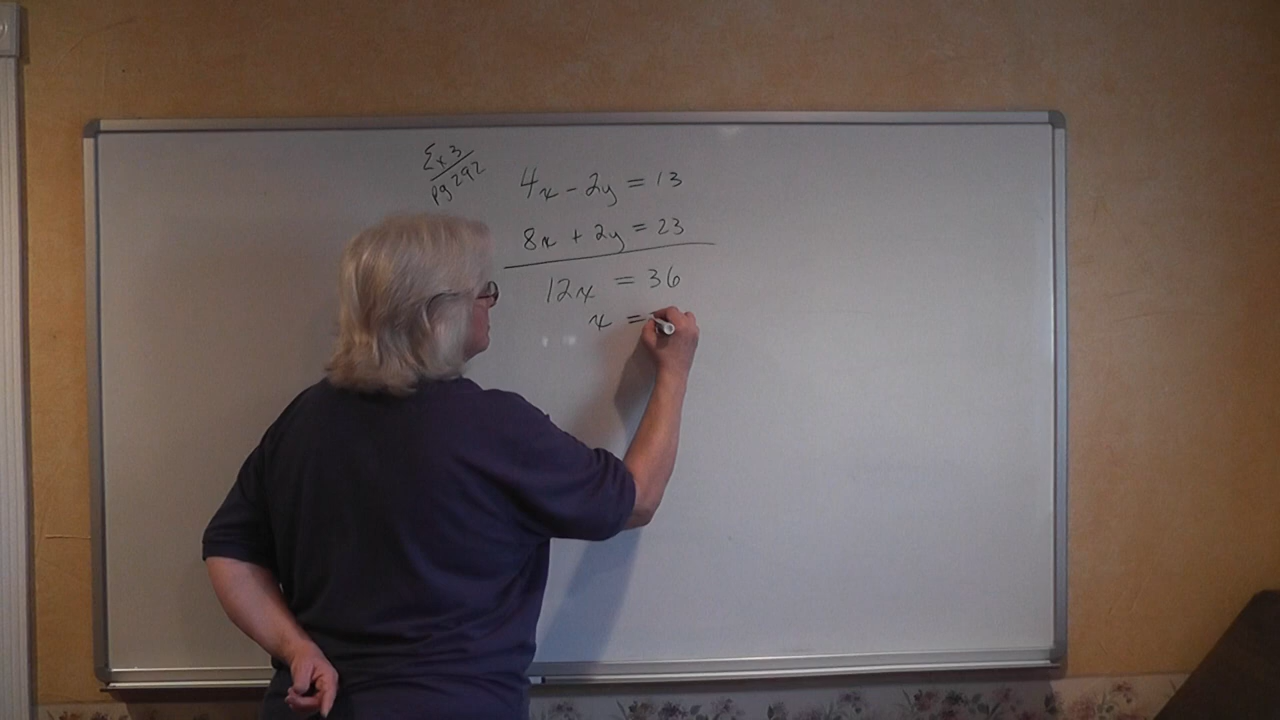 Ex 3
pg 292
4x - 2y = 13
8x + 2y = 23
12x = 36
x =